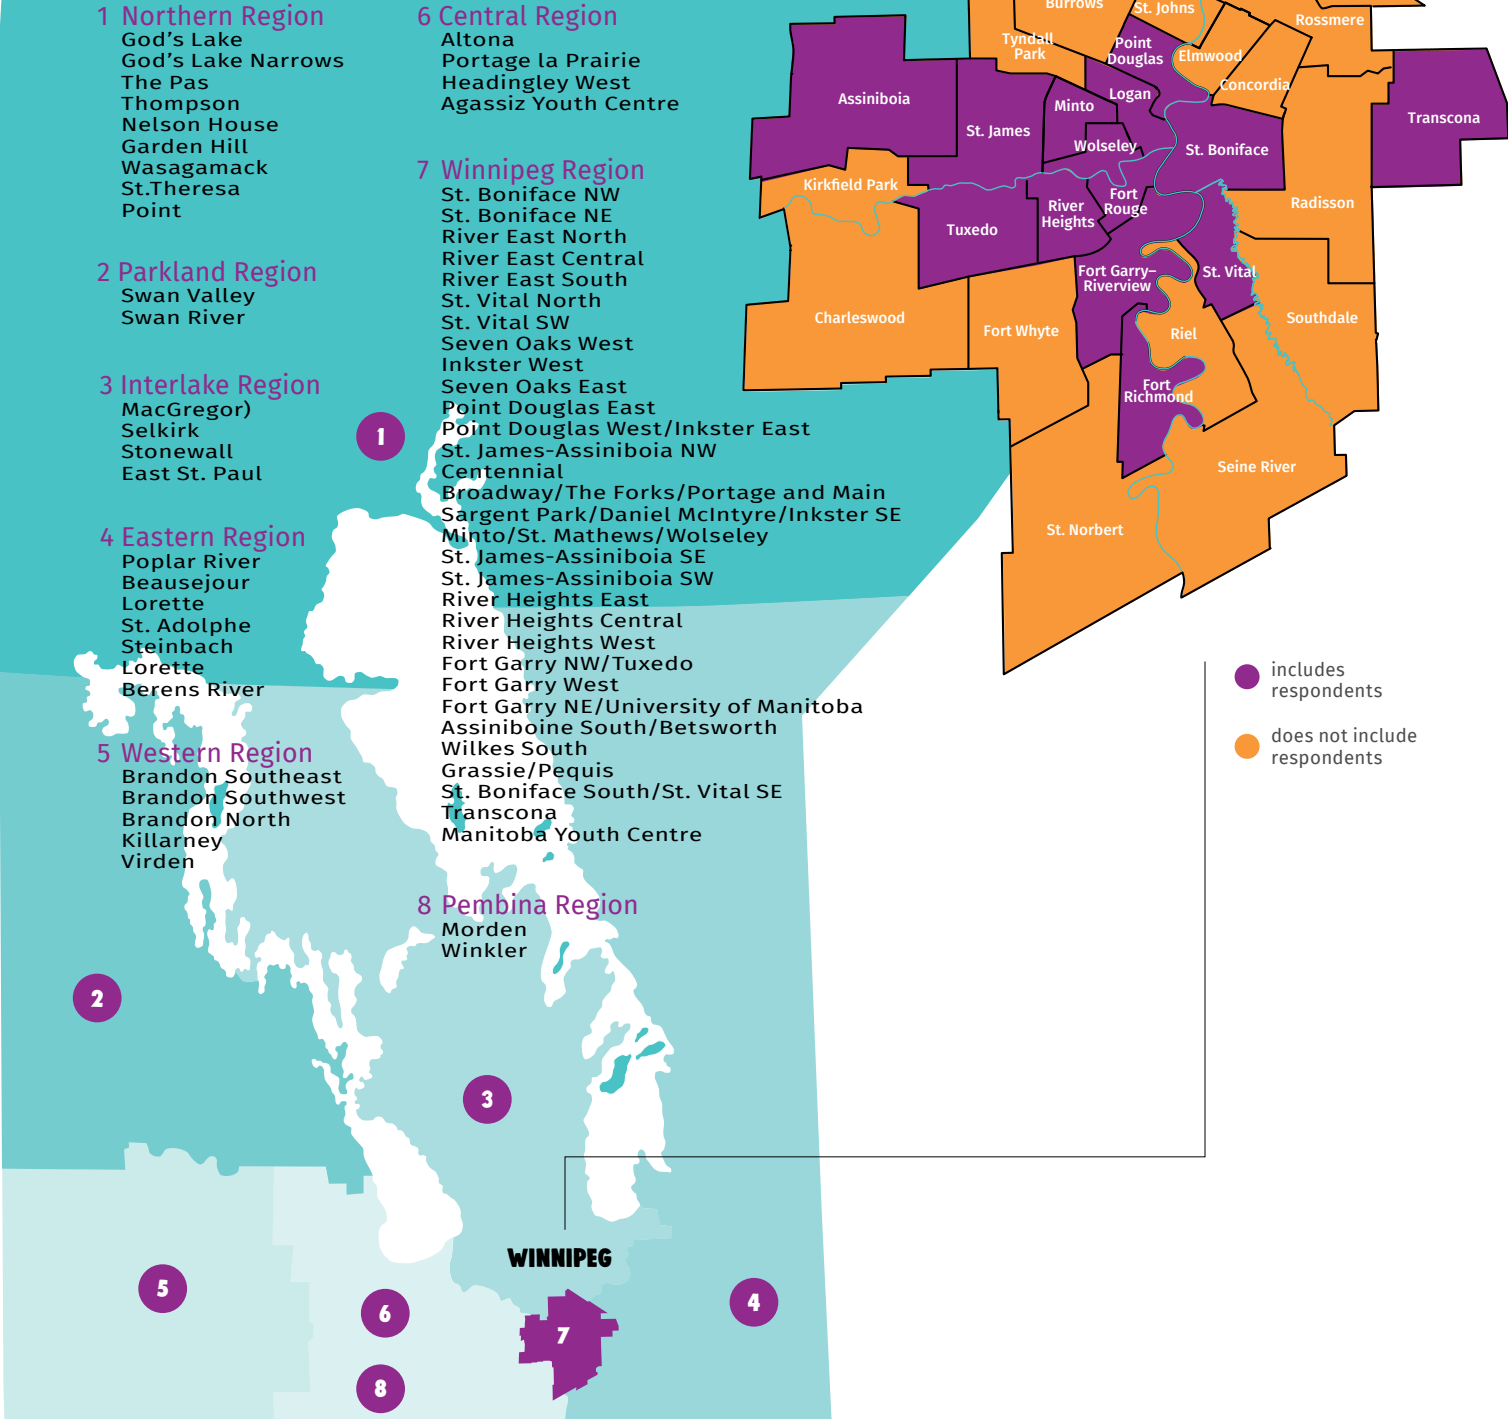 1 Northern Region
God’s Lake
God’s Lake Narrows
The Pas
Thompson
Nelson House
Garden Hill
Wasagamack
St.Theresa
Point
2 Parkland Region
Swan Valley
Swan River
3 Interlake Region
MacGregor)
Selkirk
Stonewall
East St. Paul
4 Eastern Region
Poplar River
Beausejour
Lorette
St. Adolphe
Steinbach
Lorette
Berens River
5 Western Region
Brandon Southeast
Brandon Southwest
Brandon North
Killarney
Virden
6 Central Region
Altona
Portage la Prairie
Headingley West
Agassiz Youth Centre
7 Winnipeg Region
St. Boniface NW
St. Boniface NE
River East North
River East Central
River East South
St. Vital North
St. Vital SW
Seven Oaks West
Inkster West
Seven Oaks East
Point Douglas East
Point Douglas West/Inkster East
St. James-Assiniboia NW
Centennial
Broadway/The Forks/Portage and Main
Sargent Park/Daniel McIntyre/Inkster SE
Minto/St. Mathews/Wolseley
St. James-Assiniboia SE
St. James-Assiniboia SW
River Heights East
River Heights Central
River Heights West
Fort Garry NW/Tuxedo
Fort Garry West
Fort Garry NE/University of Manitoba
Assiniboine South/Betsworth
Wilkes South
Grassie/Pequis
St. Boniface South/St. Vital SE
Transcona
Manitoba Youth Centre
8 Pembina Region
Morden
Winkler
Burrows
St. Johns
Rossmere
Tyndall
Park
Point
Douglas
Elmwood
Concordia
Assiniboia
Logan
Minto
Transcona
St. James
Wolseley
St. Boniface
Kirkfield Park
Fort
Rouge
River
Heights
Radisson
Tuxedo
Fort Garry–
Riverview
St. Vital
Charleswood
Fort Whyte
Riel
Southdale
Fort
Richmond
Seine River
St. Norbert
includes
respondents
does not include
respondents
1
2
3
WINNIPEG
5
6
4
7
8